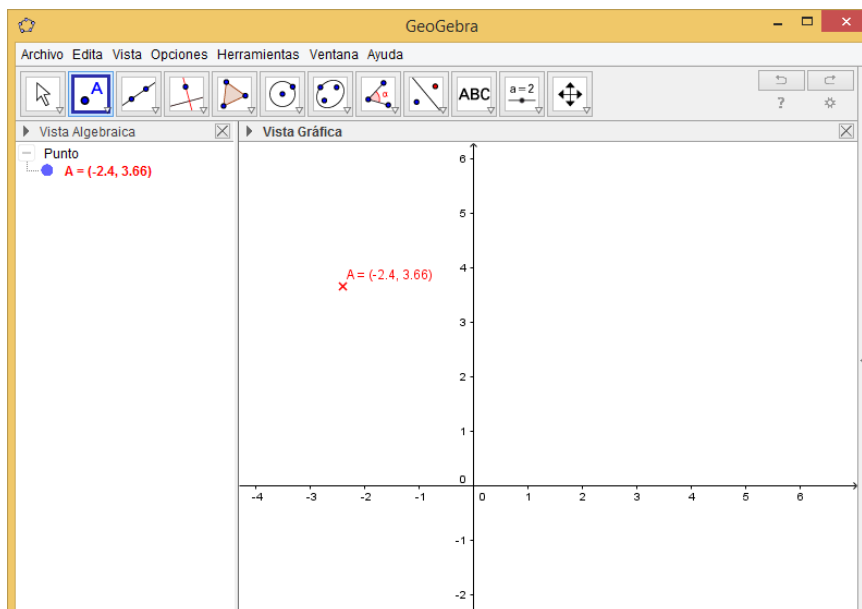 GeoGebra
Archivo Edita Vista Opciones Herramientas Ventana Ayuda
A α ABC a = 2 ?
Vista Algebraica
Vista Gráfica
Punto
A = (-2.4, 3.66)
A = (-2.4, 3.66)
6
5
4
3
2
1
0
-4 -3 -2 -1 0 1 2 3 4 5 6
-1
-2